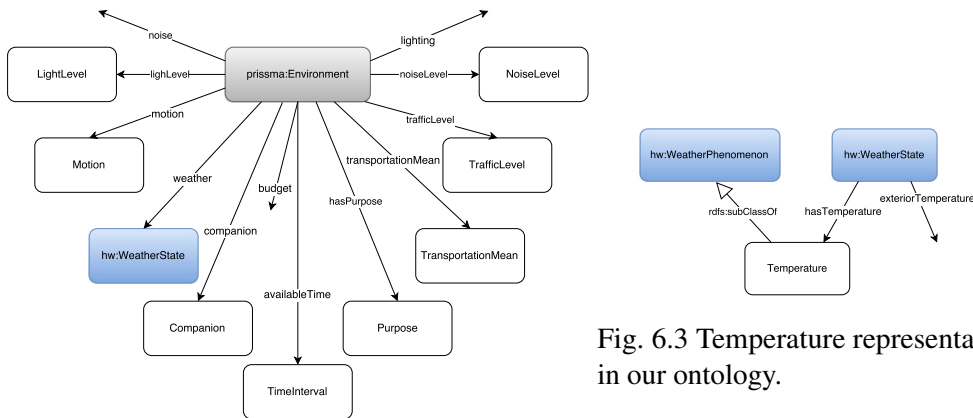 noise
lighting
LightLevel
lighLevel
prissma:Environment
noiseLevel
NoiseLevel
motion
trafficLevel
Motion
weather
budget
transportationMean
TrafficLevel
hasPurpose
companion
hw:WeatherState
TransportationMean
availableTime
Companion
Purpose
TimeInterval
hw:WeatherPhenomenon
hw:WeatherState
rdfs:subClassOf
hasTemperature
exteriorTemperature
Temperature
Fig. 6.3 Temperature representa
in our ontology.